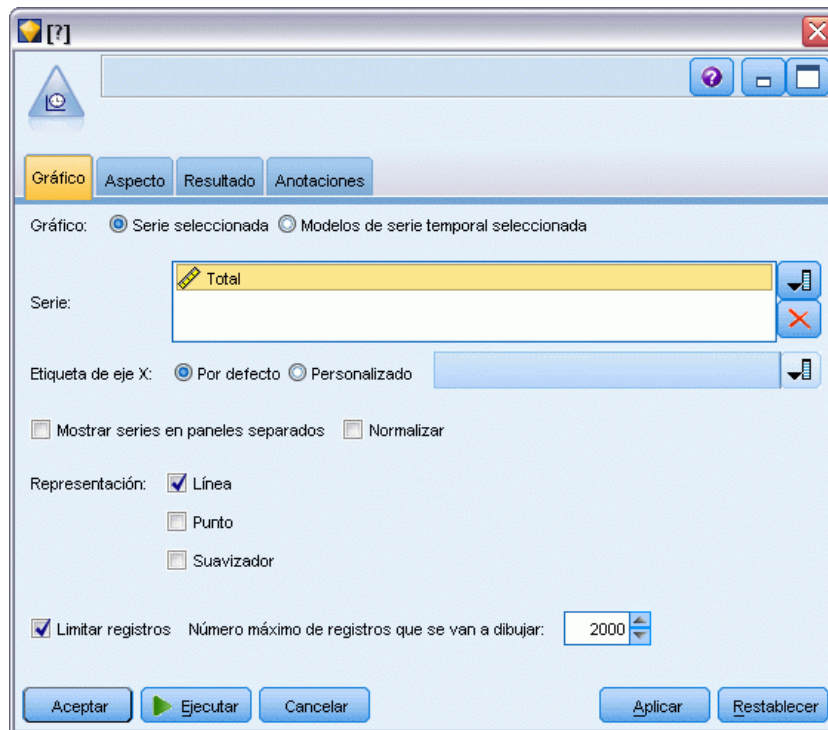 [?]
Gráfico Aspecto Resultado Anotaciones
Gráfico: Serie seleccionada Modelos de serie temporal seleccionada
Serie: Total
Etiqueta de eje X: Por defecto Personalizado
Mostrar series en paneles separados Normalizar
Representación: Línea
Punto
Suavizador
Limitar registros Número máximo de registros que se van a dibujar: 2000
Aceptar Ejecutar Cancelar Aplicar Restablecer